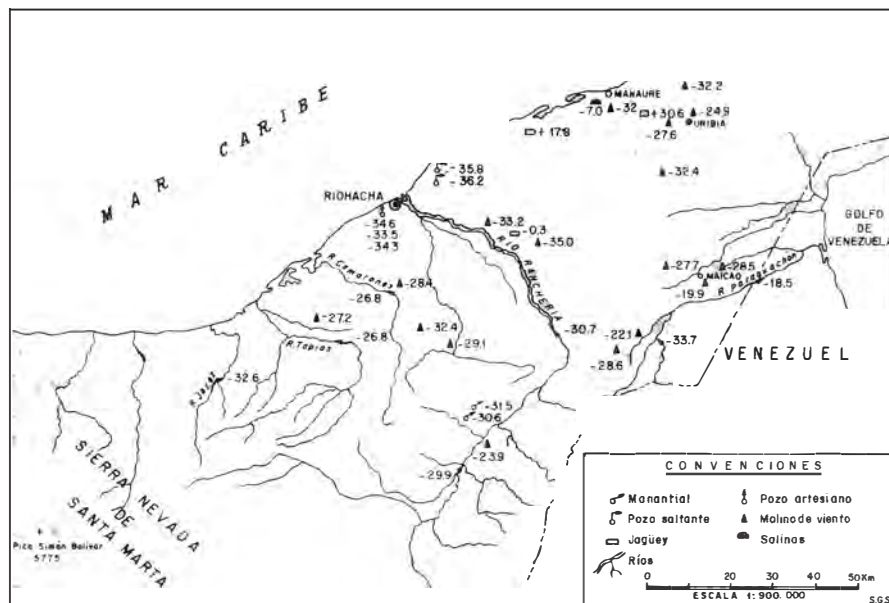 MAR CARIBE
-32.2
MANAURE
-7.0
-32
+30.6
-24.9
-27.6
URIBIA
+17.8
-32.4
-35.8
-36.2
RIOHACHA
-34.6
-33.5
-34.3
-33.2
-0.3
-35.0
RIO RANCHERIA
GOLFO
DE
VENEZUELA
-27.7
-28.5
MAICAO
-19.9
R. Paraguachon
-18.5
R. Camarones
-26.8
-28.4
-27.2
-32.4
-29.1
-26.8
R. Tapias
-30.7
-22.1
-28.6
-33.7
VENEZUEL
-32.6
-31.5
-30.6
-23.9
-29.9
SIERRA NEVADA
DE
SANTA MARTA
+
Pico Simón Bolívar
5775
CONVENCIONES
Manantial
Pozo artesiano
Pozo saltante
Molino de viento
Jagüey
Salinas
Ríos
0 10 20 30 40 50 Km
ESCALA 1:900.000
S.G.S